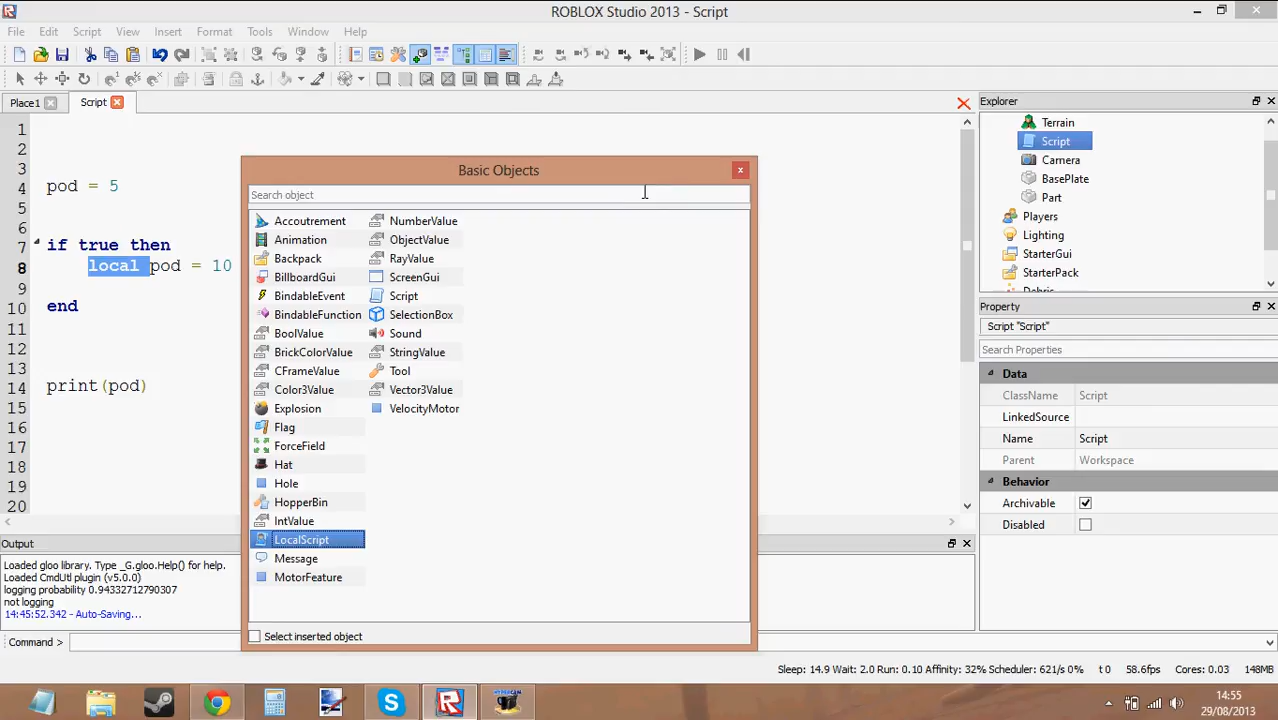 ROBLOX Studio 2013 - Script
File Edit Script View Insert Format Tools Window Help
Place1 Script
1
2
3
4 pod = 5
5
6
7 if true then
8 local pod = 10
9
10 end
11
12
13
14 print(pod)
15
16
17
18
19
20
Basic Objects
Search object
Accoutrement NumberValue
Animation ObjectValue
Backpack RayValue
BillboardGui ScreenGui
BindableEvent Script
BindableFunction SelectionBox
BoolValue Sound
BrickColorValue StringValue
CFrameValue Tool
Color3Value Vector3Value
Explosion VelocityMotor
Flag
ForceField
Hat
Hole
HopperBin
IntValue
LocalScript
Message
MotorFeature
Select inserted object
Explorer
Terrain
Script
Camera
BasePlate
Part
Players
Lighting
StarterGui
StarterPack
Debris
Property
Script "Script"
Search Properties
Data
ClassName Script
LinkedSource
Name Script
Parent Workspace
Behavior
Archivable
Disabled
Output
Loaded gloo library. Type _G.gloo.Help() for help.
Loaded CmdUtl plugin (v5.0.0)
logging probability 0.94332712790307
not logging
14:45:52.342 - Auto-Saving...
Command >
Sleep: 14.9 Wait: 2.0 Run: 0.10 Affinity: 32% Scheduler: 621/s 0% t 0 58.6fps Cores: 0.03 148MB
14:55
29/08/2013